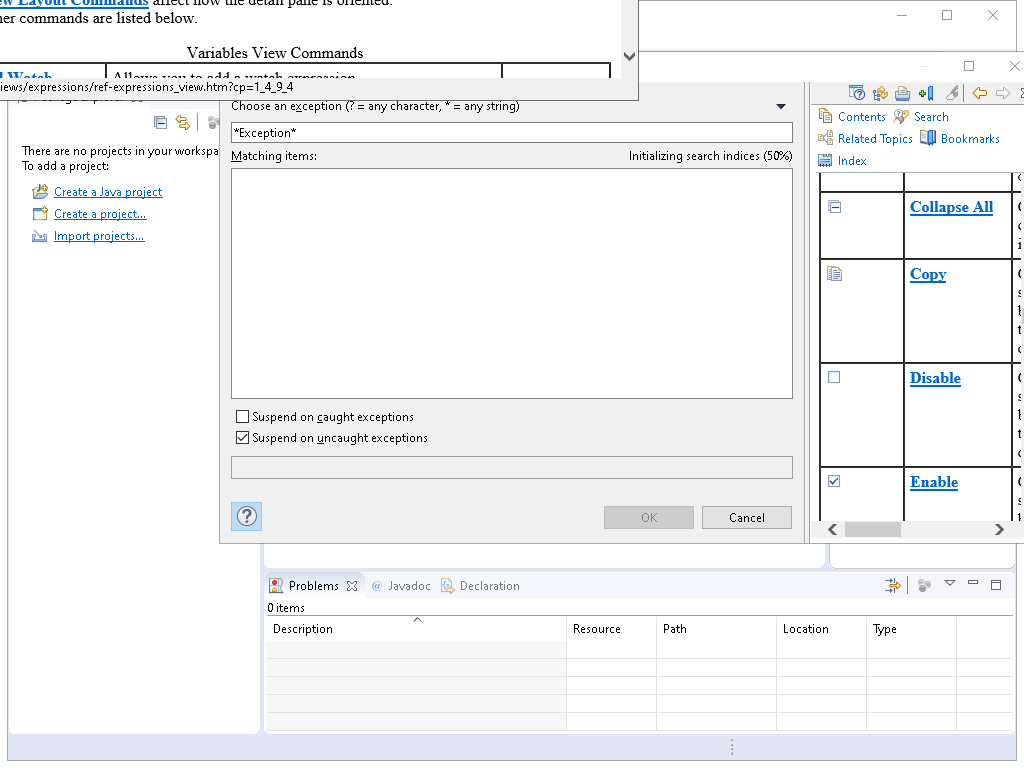 ew Layout Commands affect how the detail pane is oriented.
her commands are listed below.
Variables View Commands
Watch Allows you to add a watch expression
iews/expressions/ref-expressions_view.htm?cp=1_4_9_4
Choose an exception (? = any character, * = any string)
*Exception*
Matching items: Initializing search indices (50%)
There are no projects in your workspa
To add a project:
Create a Java project
Create a project...
Import projects...
Suspend on caught exceptions
Suspend on uncaught exceptions
OK Cancel
Contents Search
Related Topics Bookmarks
Index
Collapse All
Copy
Disable
Enable
Problems @ Javadoc Declaration
0 items
Description Resource Path Location Type